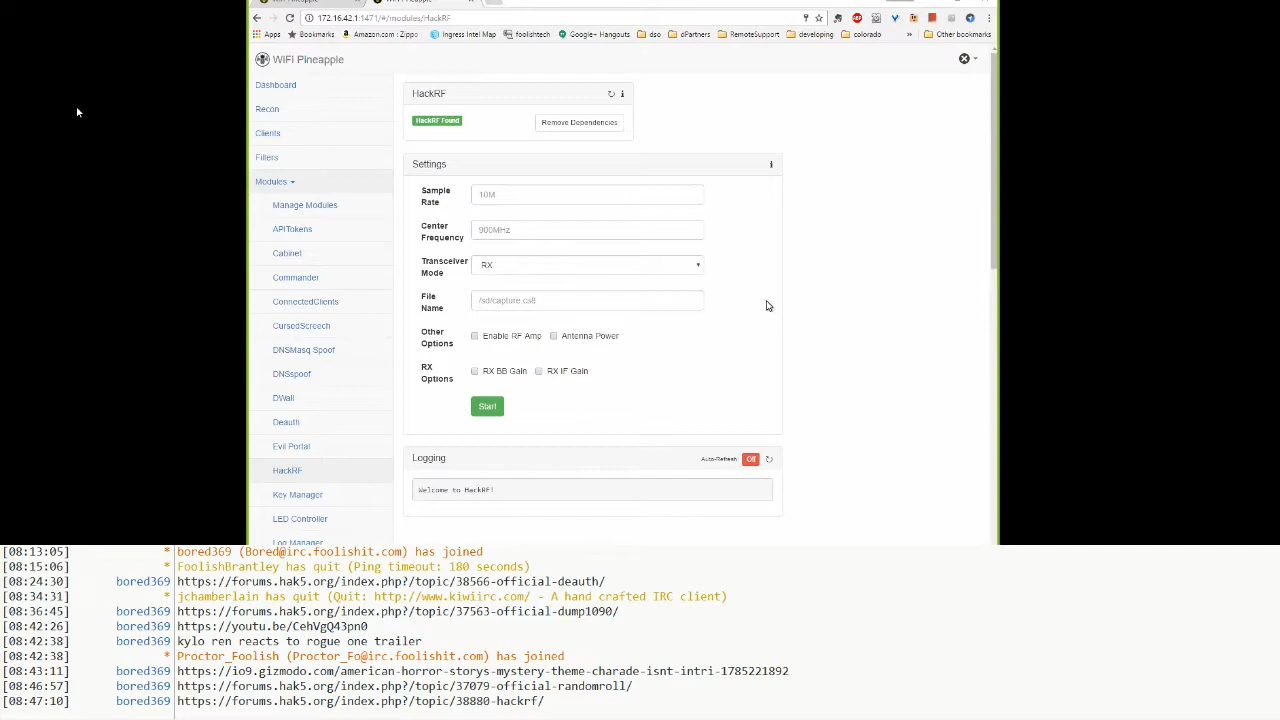 172.16.42.1:1471/#/modules/HackRF
Apps Bookmarks Amazon.com : Zippo Ingress Intel Map foolishtech Google+ Hangouts dso dPartners RemoteSupport developing colorado » Other bookmarks
WiFi Pineapple
Dashboard
Recon
Clients
Filters
Modules
Manage Modules
APITokens
Cabinet
Commander
ConnectedClients
CursedScreech
DNSMasq Spoof
DNSspoof
DWall
Deauth
Evil Portal
HackRF
Key Manager
LED Controller
Log Manager
HackRF
HackRF Found
Remove Dependencies
Settings
Sample Rate
10M
Center Frequency
900MHz
Transceiver Mode
RX
File Name
/sd/capture.cs8
Other Options
Enable RF Amp Antenna Power
RX Options
RX BB Gain RX IF Gain
Start
Logging
Auto-Refresh Off
Welcome to HackRF!
[08:13:05] * bored369 (Bored@irc.foolishit.com) has joined
[08:15:06] * FoolishBrantley has quit (Ping timeout: 180 seconds)
[08:24:30] bored369 https://forums.hak5.org/index.php?/topic/38566-official-deauth/
[08:34:31] * jchamberlain has quit (Quit: http://www.kiwiirc.com/ - A hand crafted IRC client)
[08:36:45] bored369 https://forums.hak5.org/index.php?/topic/37563-official-dump1090/
[08:42:26] bored369 https://youtu.be/CehVgQ43pn0
[08:42:38] bored369 kylo ren reacts to rogue one trailer
[08:42:38] * Proctor_Foolish (Proctor_Fo@irc.foolishit.com) has joined
[08:43:11] bored369 https://io9.gizmodo.com/american-horror-storys-mystery-theme-charade-isnt-intri-1785221892
[08:46:57] bored369 https://forums.hak5.org/index.php?/topic/37079-official-randomroll/
[08:47:10] bored369 https://forums.hak5.org/index.php?/topic/38880-hackrf/